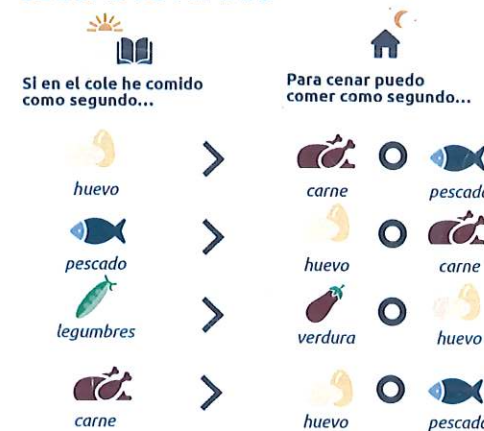 Si en el cole he comido
como segundo...
Para cenar puedo
comer como segundo...
huevo
carne
pescado
pescado
huevo
carne
legumbres
verdura
huevo
carne
huevo
pescado